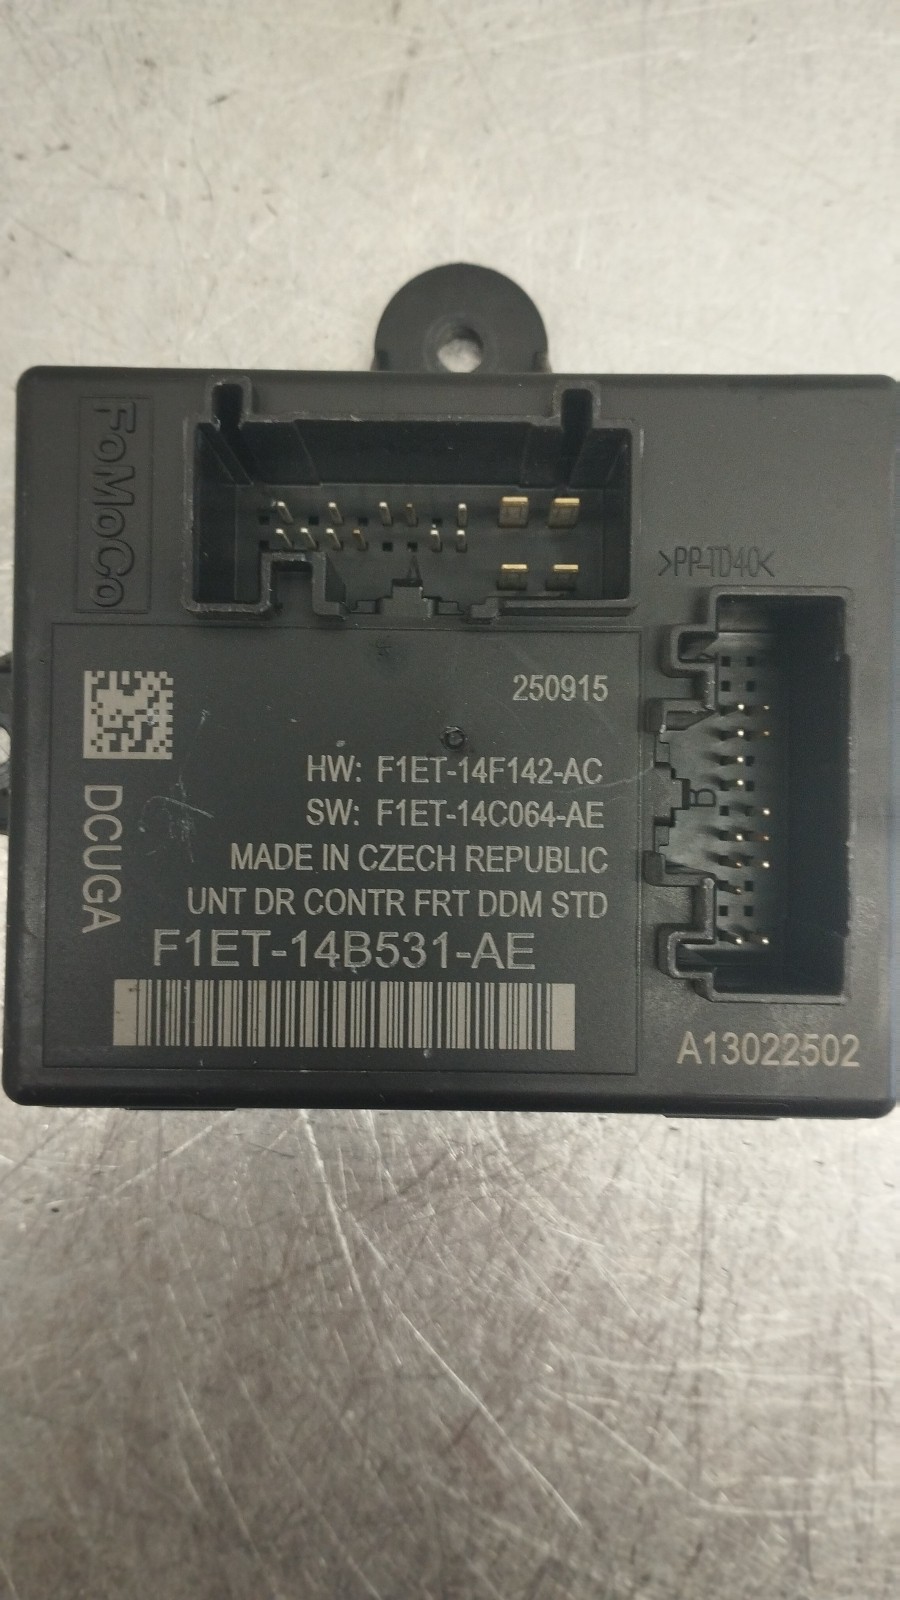 FoMoCo
>PP-TD40<
250915
HW: F1ET-14F142-AC
SW: F1ET-14C064-AE
MADE IN CZECH REPUBLIC
UNT DR CONTR FRT DDM STD
F1ET-14B531-AE
DCUGA
B
A13022502